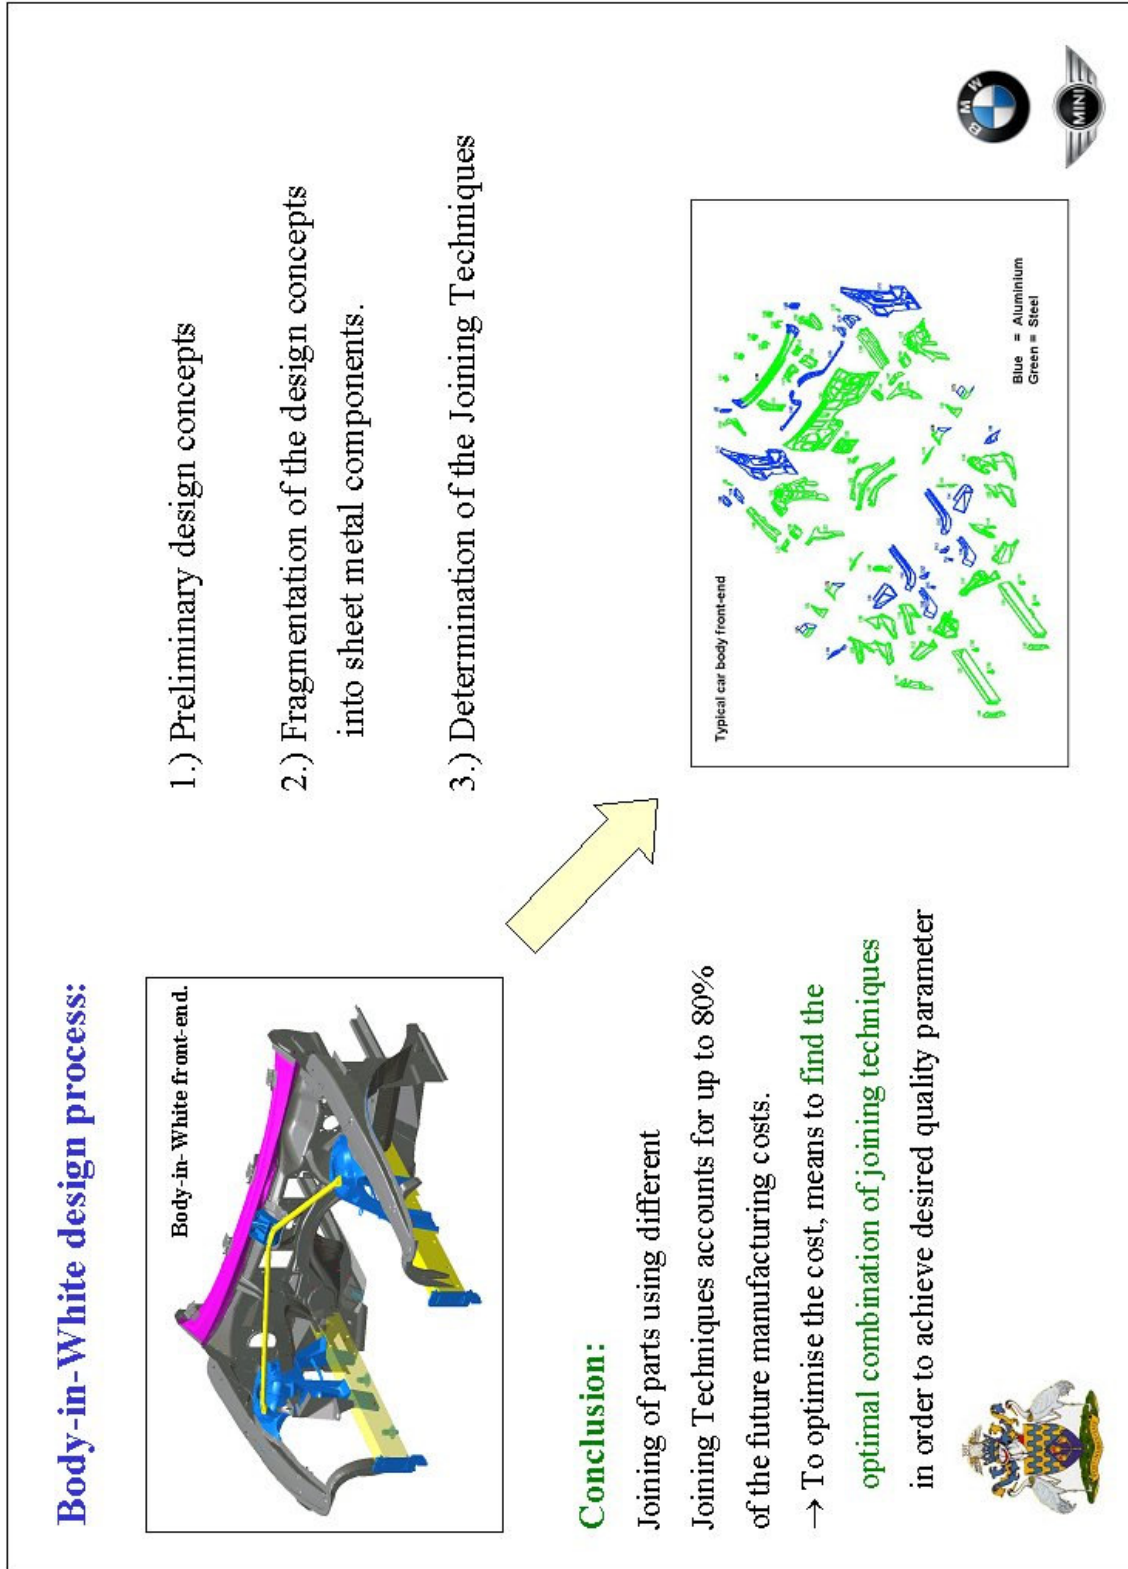 Body-in-White design process:
Body-in-White front-end.
1.) Preliminary design concepts
2.) Fragmentation of the design concepts
into sheet metal components.
3.) Determination of the Joining Techniques
Conclusion:
Joining of parts using different
Joining Techniques accounts for up to 80%
of the future manufacturing costs.
→ To optimise the cost, means to find the
optimal combination of joining techniques
in order to achieve desired quality parameter
Typical car body front-end
Blue = Aluminium
Green = Steel
BMW
MINI